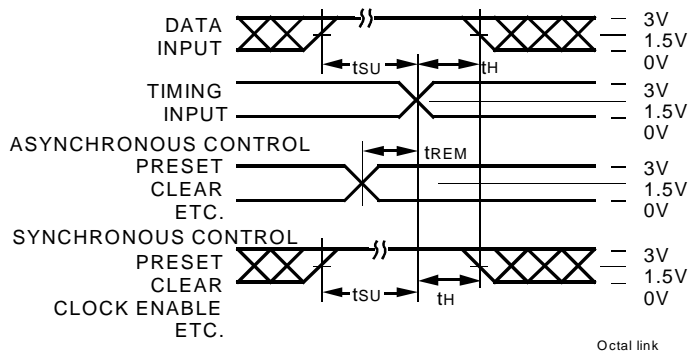 DATA
INPUT
3V
1.5V
0V
tSU
tH
TIMING
INPUT
3V
1.5V
0V
ASYNCHRONOUS CONTROL
PRESET
CLEAR
ETC.
tREM
3V
1.5V
0V
SYNCHRONOUS CONTROL
PRESET
CLEAR
CLOCK ENABLE
ETC.
tSU
tH
3V
1.5V
0V
Octal link